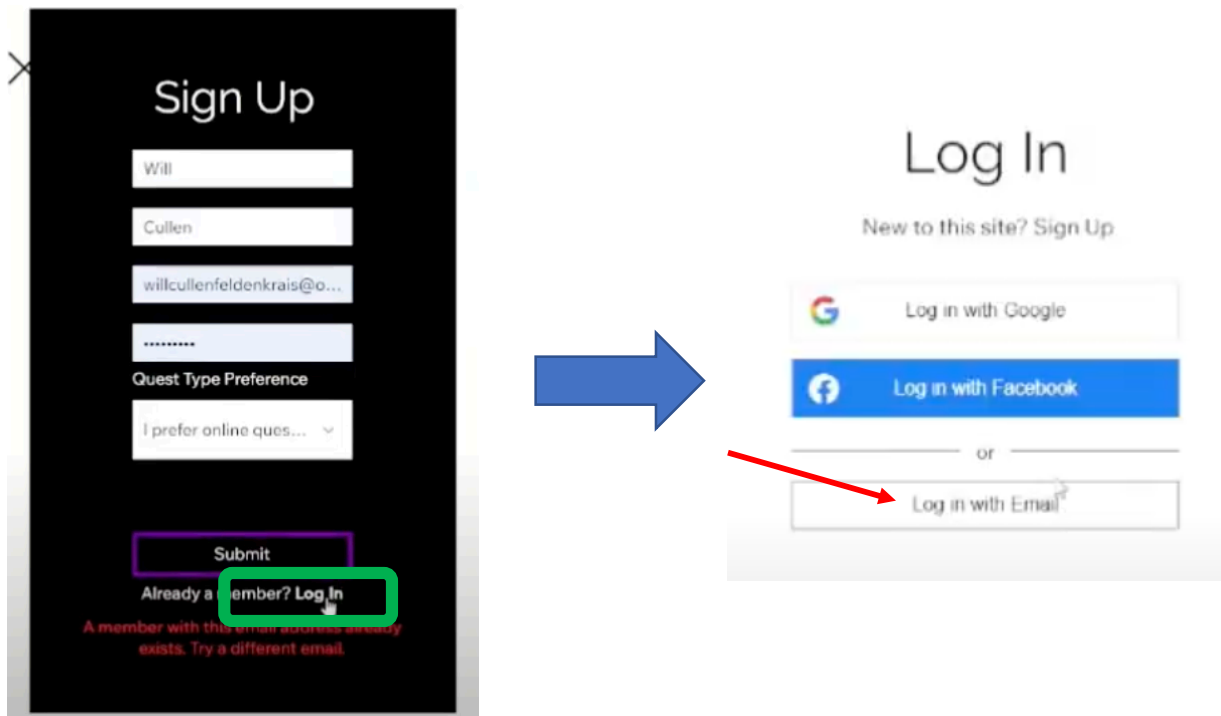 Sign Up
Will
Cullen
willcullenfeldenkrais@o...
•••••••••
Quest Type Preference
I prefer online ques...
Submit
Already a member? Log In
A member with this email address already
exists. Try a different email.
Log In
New to this site? Sign Up
Log in with Google
Log in with Facebook
or
Log in with Email